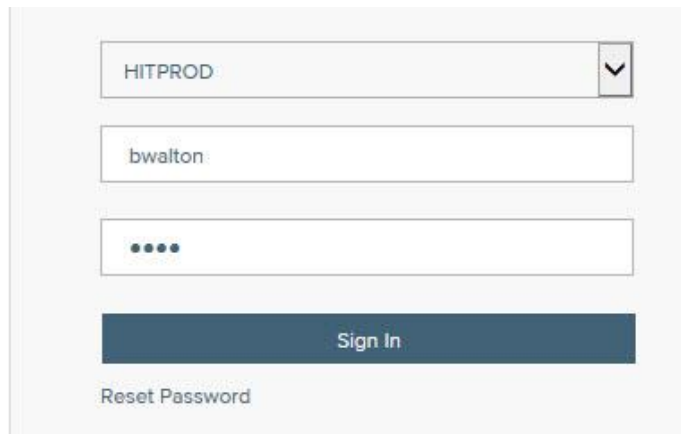 HITPROD
bwalton
••••
Sign In
Reset Password